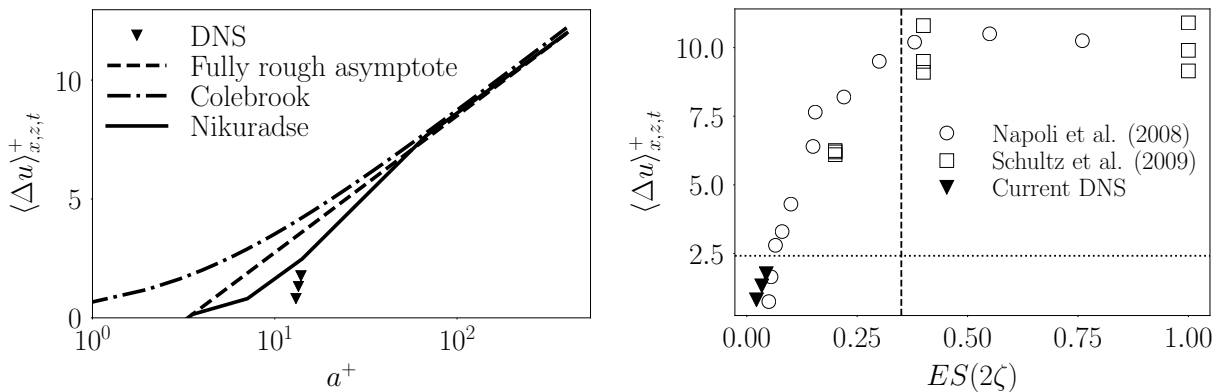 DNS
Fully rough asymptote
Colebrook
Nikuradse
⟨Δu⟩⁺x,z,t
10
5
0
10⁰
10¹
10²
a⁺
10.0
7.5
5.0
2.5
⟨Δu⟩⁺x,z,t
Napoli et al. (2008)
Schultz et al. (2009)
Current DNS
0.00
0.25
0.50
0.75
1.00
ES(2ζ)